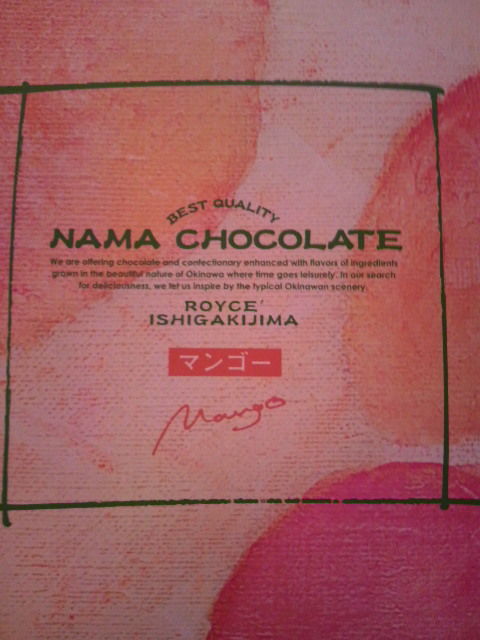 BEST QUALITY
NAMA CHOCOLATE
We are offering chocolate and confectionary enhanced with flavors of ingredients
grown in the beautiful nature of Okinawa where time goes leisurely. In our search
for deliciousness, we let us inspire by the typical Okinawan scenery.
ROYCE'
ISHIGAKIJIMA
マンゴー
Mango